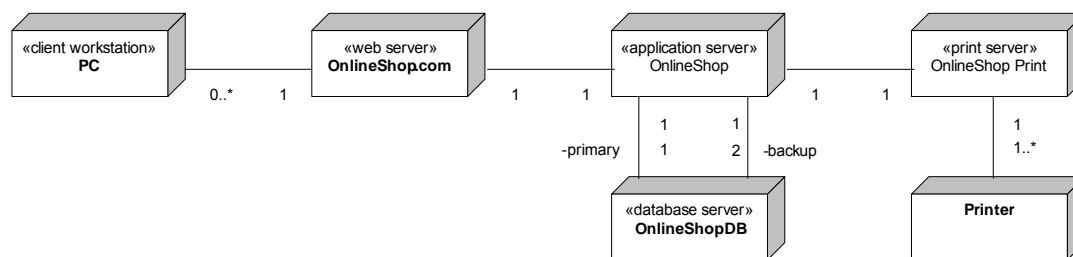 «client workstation»
PC
«web server»
OnlineShop.com
«application server»
OnlineShop
«print server»
OnlineShop Print
0..* 1
1 1
1 1
1 1 1
-primary 1 2 -backup 1..*
«database server»
OnlineShopDB
Printer